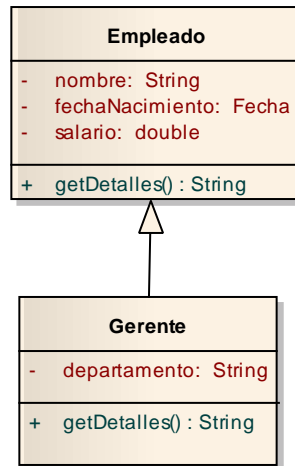 Empleado
- nombre: String
- fechaNacimiento: Fecha
- salario: double
+ getDetalles() : String
Gerente
- departamento: String
+ getDetalles() : String